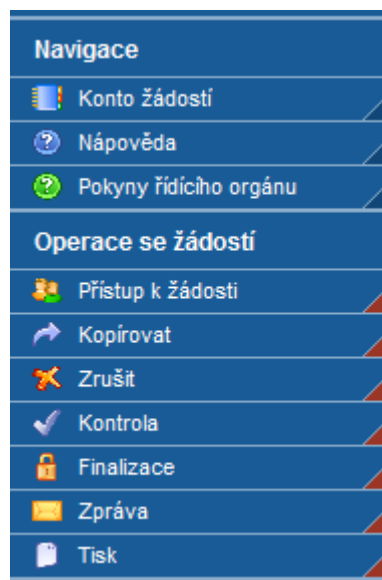 Navigace
Konto žádostí
Nápověda
Pokyny řídícího orgánu
Operace se žádostí
Přístup k žádosti
Kopírovat
Zrušit
Kontrola
Finalizace
Zpráva
Tisk